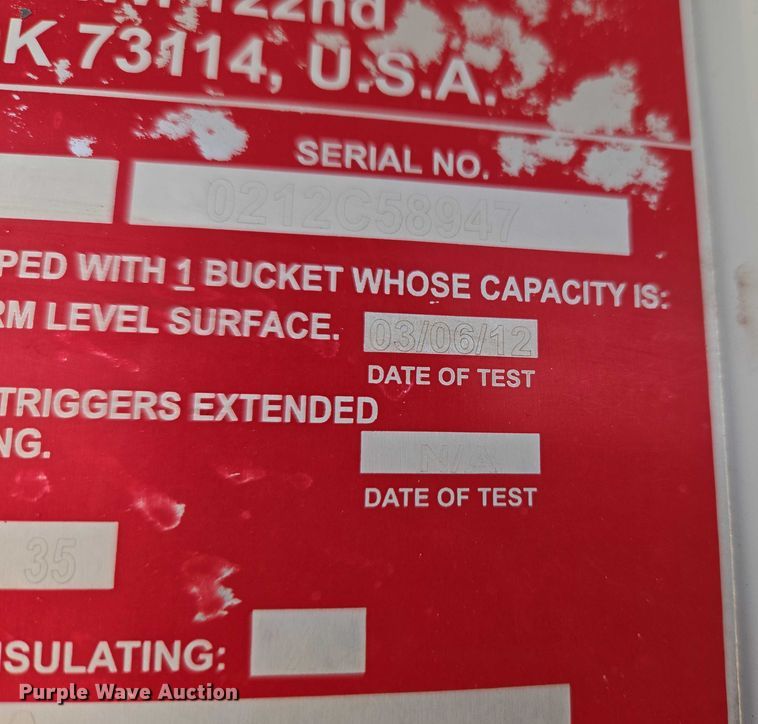 122nd
OK 73114, U.S.A.
SERIAL NO.
0212C58947
PED WITH 1 BUCKET WHOSE CAPACITY IS:
RM LEVEL SURFACE. 03/06/12
DATE OF TEST
TRIGGERS EXTENDED
NG. N/A
DATE OF TEST
35
SULATING:
Purple Wave Auction